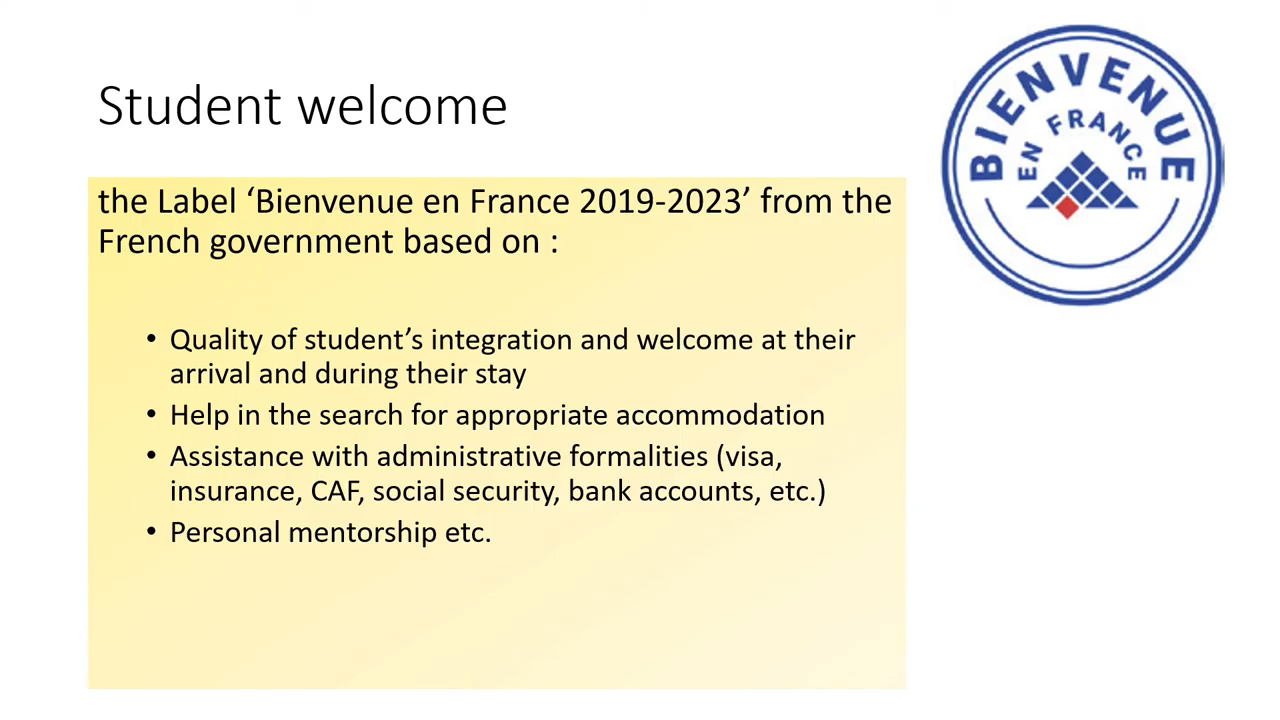 Student welcome
BIENVENUE
EN FRANCE
the Label ‘Bienvenue en France 2019-2023’ from the
French government based on :
• Quality of student’s integration and welcome at their
arrival and during their stay
• Help in the search for appropriate accommodation
• Assistance with administrative formalities (visa,
insurance, CAF, social security, bank accounts, etc.)
• Personal mentorship etc.